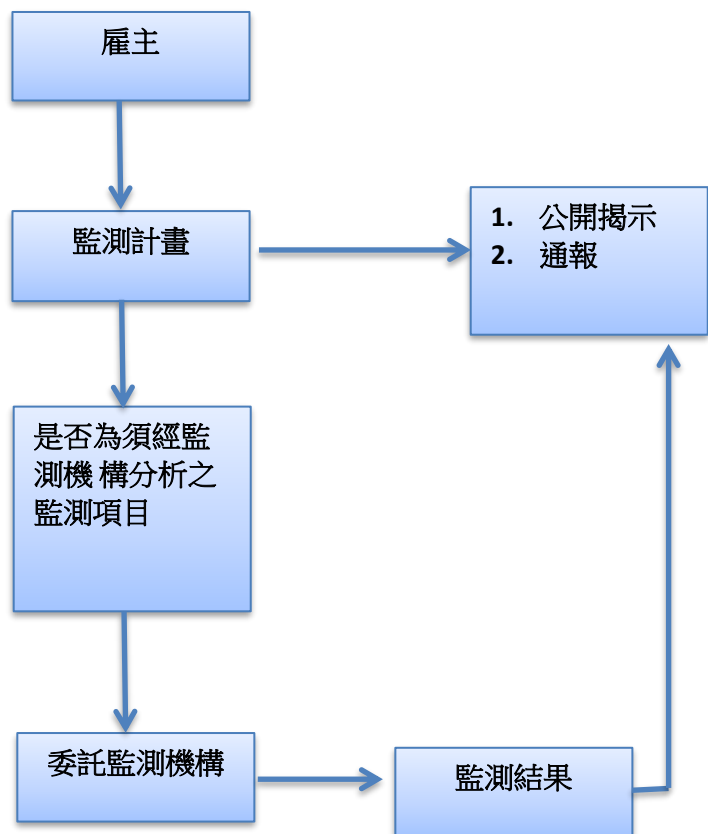 雇主
監測計畫
1. 公開揭示
2. 通報
是否為須經監
測機 構分析之
監測項目
委託監測機構
監測結果